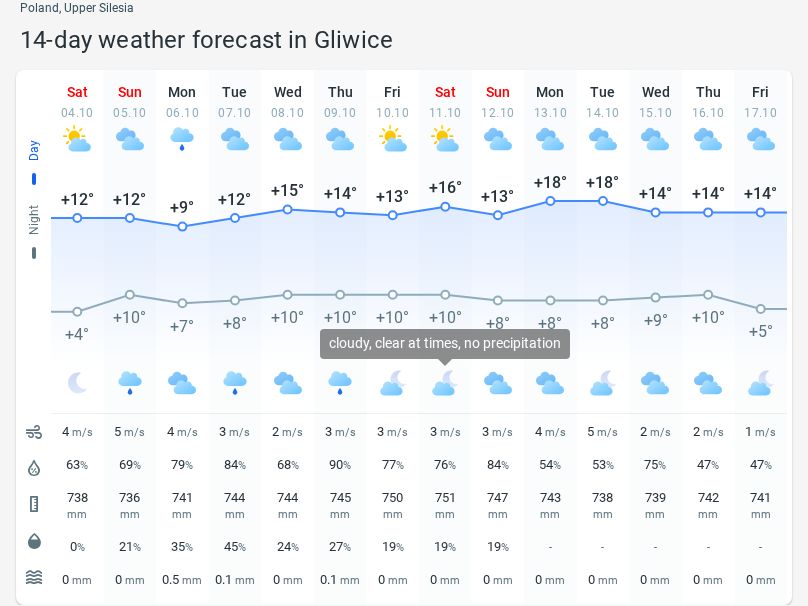 Poland, Upper Silesia
14-day weather forecast in Gliwice
Sat Sun Mon Tue Wed Thu Fri Sat Sun Mon Tue Wed Thu Fri
04.10 05.10 06.10 07.10 08.10 09.10 10.10 11.10 12.10 13.10 14.10 15.10 16.10 17.10
Day
+12° +12° +9° +12° +15° +14° +13° +16° +13° +18° +18° +14° +14° +14°
Night
+4° +10° +7° +8° +10° +10° +10° +10° +8° +8° +8° +9° +10° +5°
cloudy, clear at times, no precipitation
4 m/s 5 m/s 4 m/s 3 m/s 2 m/s 3 m/s 3 m/s 3 m/s 3 m/s 4 m/s 5 m/s 2 m/s 2 m/s 1 m/s
63% 69% 79% 84% 68% 90% 77% 76% 84% 54% 53% 75% 47% 47%
738 736 741 744 744 745 750 751 747 743 738 739 742 741
mm mm mm mm mm mm mm mm mm mm mm mm mm mm
0% 21% 35% 45% 24% 27% 19% 19% 19% - - - - -
0 mm 0 mm 0.5 mm 0.1 mm 0 mm 0.1 mm 0 mm 0 mm 0 mm 0 mm 0 mm 0 mm 0 mm 0 mm